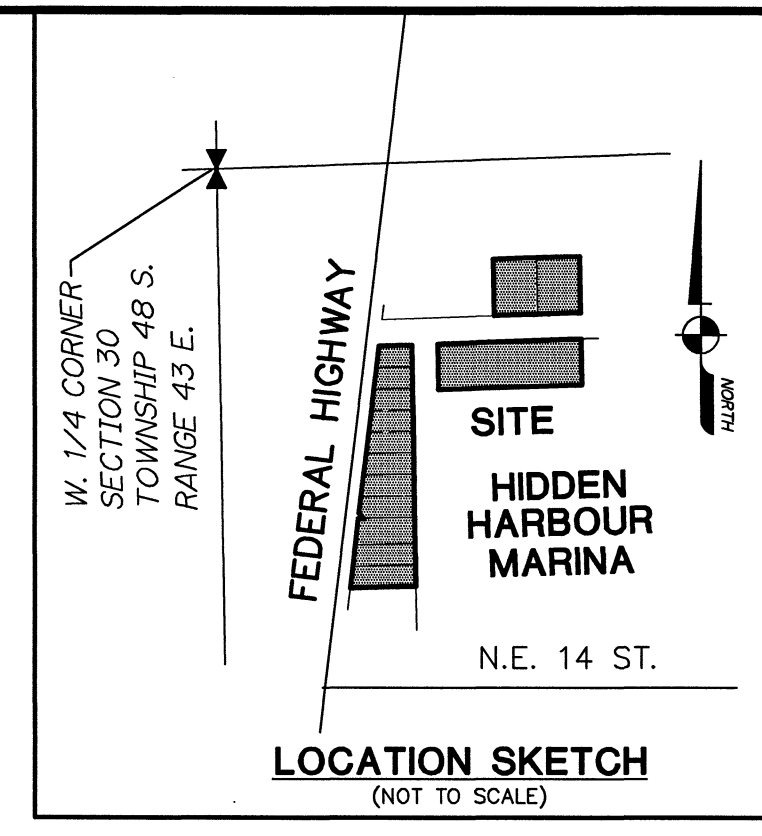 W. 1/4 CORNER
SECTION 30
TOWNSHIP 48 S.
RANGE 43 E.
FEDERAL HIGHWAY
NORTH
SITE
HIDDEN
HARBOUR
MARINA
N.E. 14 ST.
LOCATION SKETCH
(NOT TO SCALE)